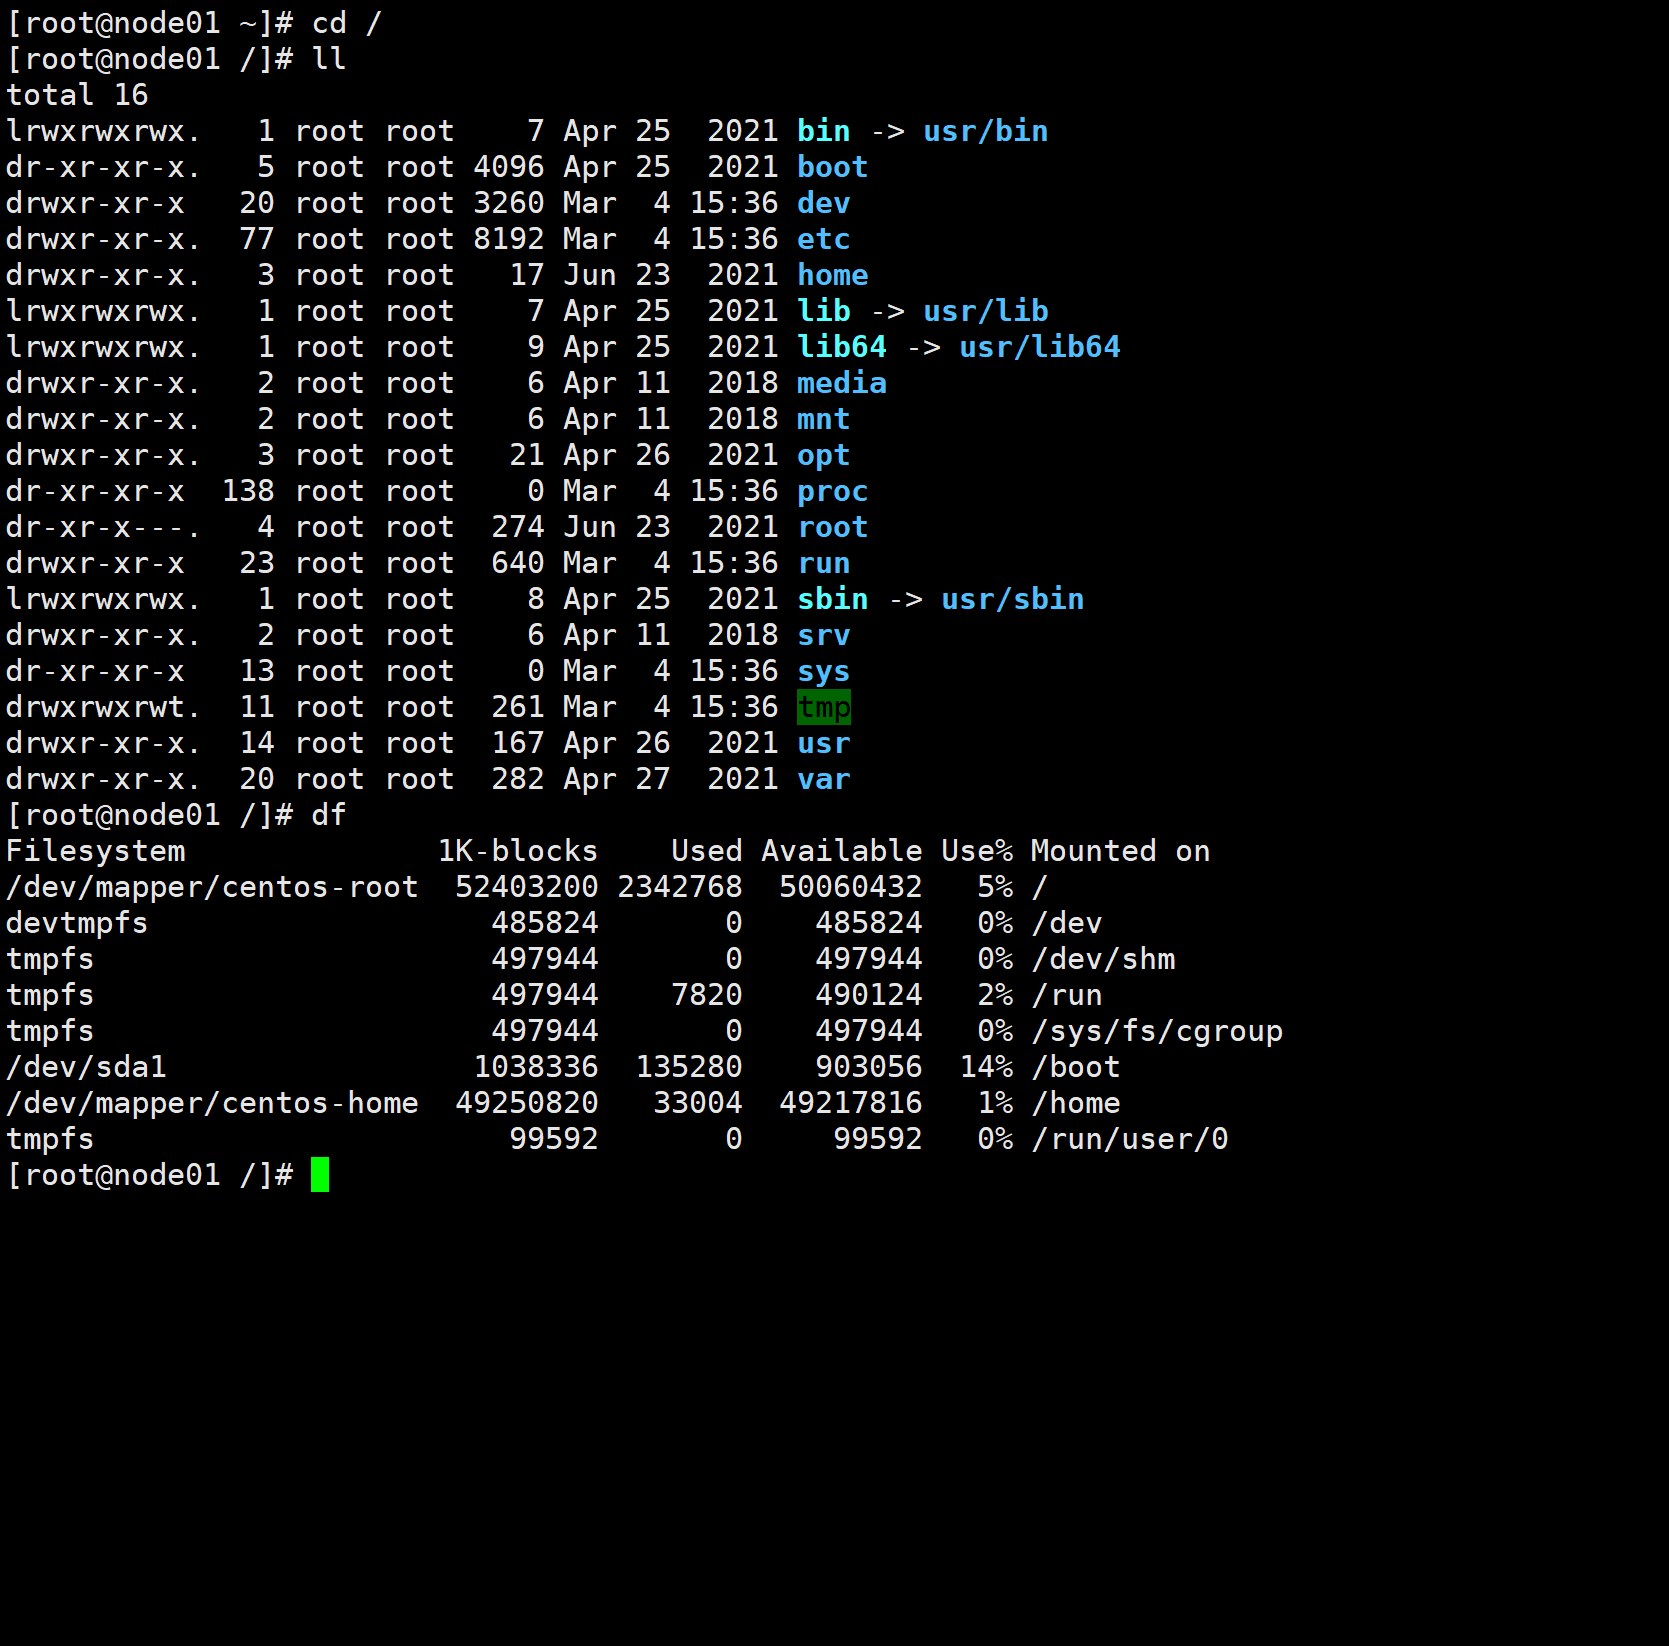 [root@node01 ~]# cd /
[root@node01 /]# ll
total 16
lrwxrwxrwx.   1 root root    7 Apr 25  2021 bin -> usr/bin
dr-xr-xr-x.   5 root root 4096 Apr 25  2021 boot
drwxr-xr-x   20 root root 3260 Mar  4 15:36 dev
drwxr-xr-x.  77 root root 8192 Mar  4 15:36 etc
drwxr-xr-x.   3 root root   17 Jun 23  2021 home
lrwxrwxrwx.   1 root root    7 Apr 25  2021 lib -> usr/lib
lrwxrwxrwx.   1 root root    9 Apr 25  2021 lib64 -> usr/lib64
drwxr-xr-x.   2 root root    6 Apr 11  2018 media
drwxr-xr-x.   2 root root    6 Apr 11  2018 mnt
drwxr-xr-x.   3 root root   21 Apr 26  2021 opt
dr-xr-xr-x  138 root root    0 Mar  4 15:36 proc
dr-xr-x---.   4 root root  274 Jun 23  2021 root
drwxr-xr-x   23 root root  640 Mar  4 15:36 run
lrwxrwxrwx.   1 root root    8 Apr 25  2021 sbin -> usr/sbin
drwxr-xr-x.   2 root root    6 Apr 11  2018 srv
dr-xr-xr-x   13 root root    0 Mar  4 15:36 sys
drwxrwxrwt.  11 root root  261 Mar  4 15:36 tmp
drwxr-xr-x.  14 root root  167 Apr 26  2021 usr
drwxr-xr-x.  20 root root  282 Apr 27  2021 var
[root@node01 /]# df
Filesystem              1K-blocks    Used Available Use% Mounted on
/dev/mapper/centos-root  52403200 2342768  50060432   5% /
devtmpfs                   485824       0    485824   0% /dev
tmpfs                      497944       0    497944   0% /dev/shm
tmpfs                      497944    7820    490124   2% /run
tmpfs                      497944       0    497944   0% /sys/fs/cgroup
/dev/sda1                 1038336  135280    903056  14% /boot
/dev/mapper/centos-home  49250820   33004  49217816   1% /home
tmpfs                       99592       0     99592   0% /run/user/0
[root@node01 /]#